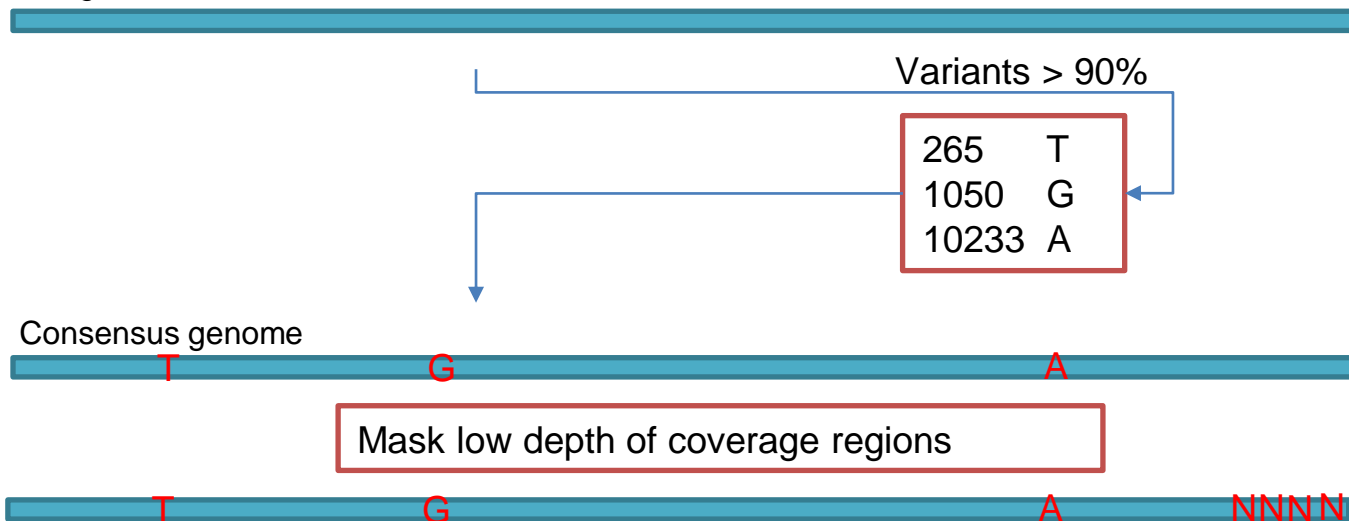 Variants > 90%
265 T
1050 G
10233 A
Consensus genome
T G A
Mask low depth of coverage regions
T G A NNNN